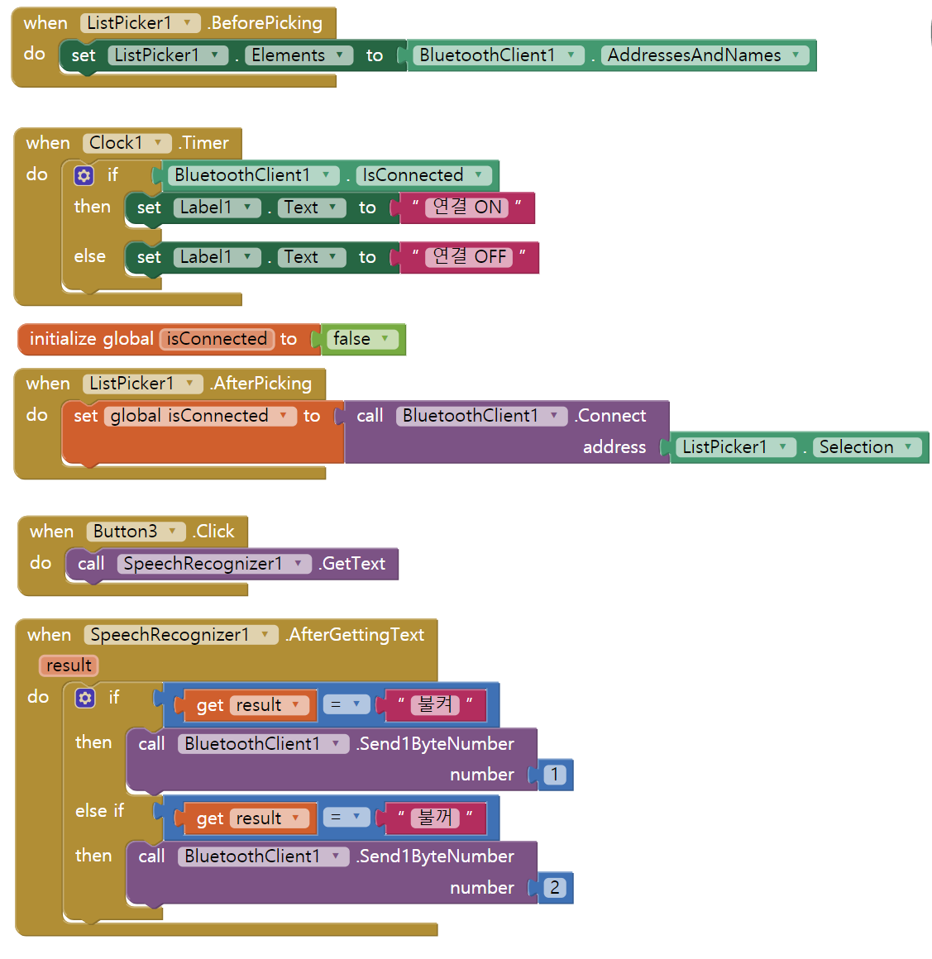 when ListPicker1 .BeforePicking
do set ListPicker1 . Elements to BluetoothClient1 . AddressesAndNames
when Clock1 .Timer
do if BluetoothClient1 . IsConnected
then set Label1 . Text to “ 연결 ON ”
else set Label1 . Text to “ 연결 OFF ”
initialize global isConnected to false
when ListPicker1 .AfterPicking
do set global isConnected to call BluetoothClient1 .Connect
address ListPicker1 . Selection
when Button3 .Click
do call SpeechRecognizer1 .GetText
when SpeechRecognizer1 .AfterGettingText
result
do if get result = “ 불켜 ”
then call BluetoothClient1 .Send1ByteNumber
number 1
else if get result = “ 불꺼 ”
then call BluetoothClient1 .Send1ByteNumber
number 2